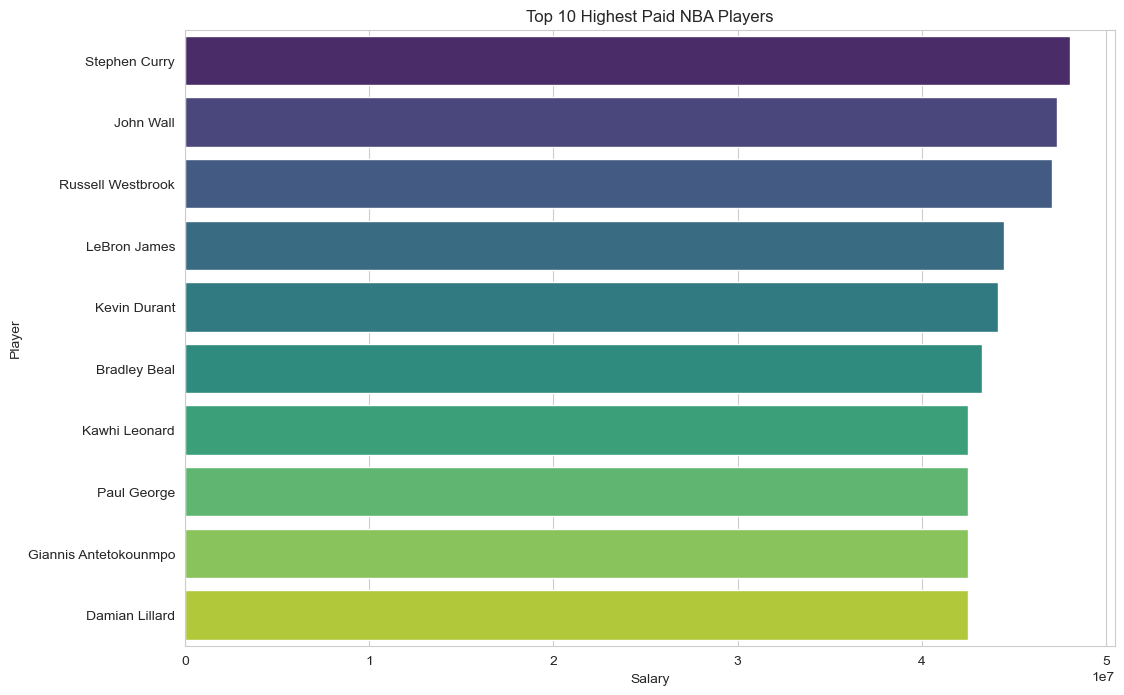 Top 10 Highest Paid NBA Players
Player
Stephen Curry
John Wall
Russell Westbrook
LeBron James
Kevin Durant
Bradley Beal
Kawhi Leonard
Paul George
Giannis Antetokounmpo
Damian Lillard
0 1 2 3 4 5
1e7
Salary